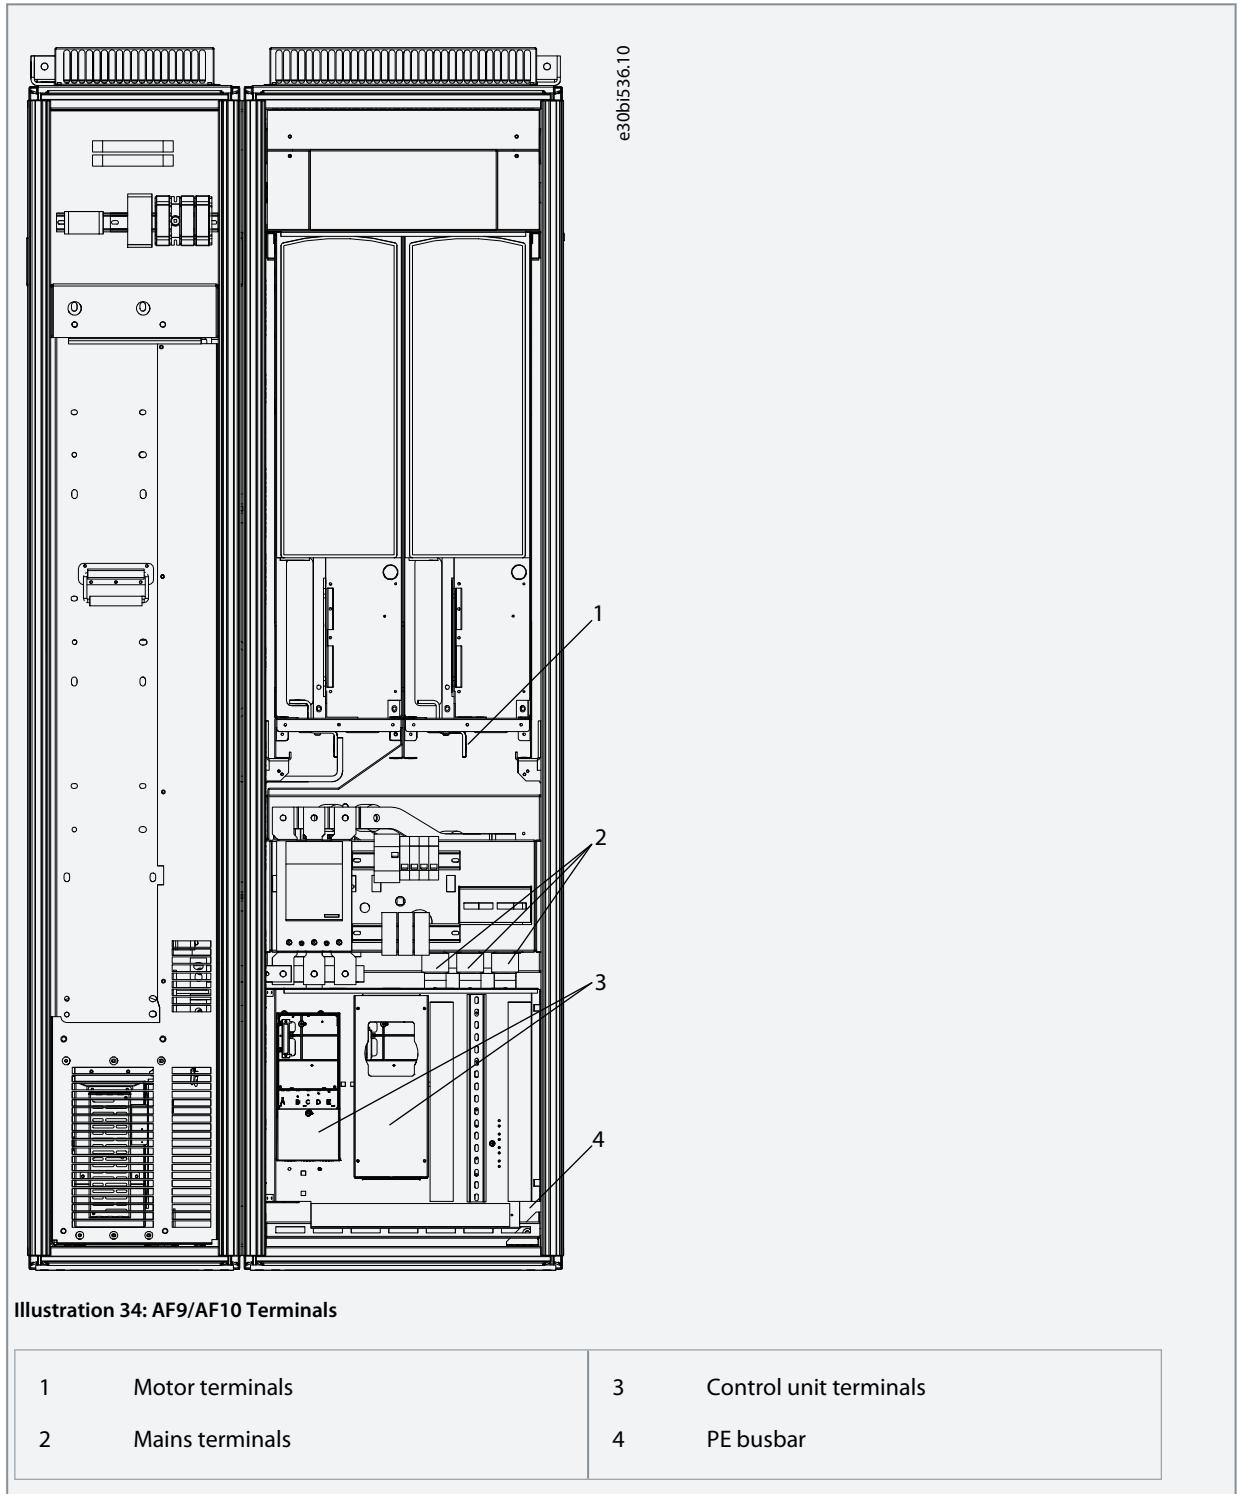 e30bi536.10
1
2
3
4
Illustration 34: AF9/AF10 Terminals
1 Motor terminals
2 Mains terminals
3 Control unit terminals
4 PE busbar